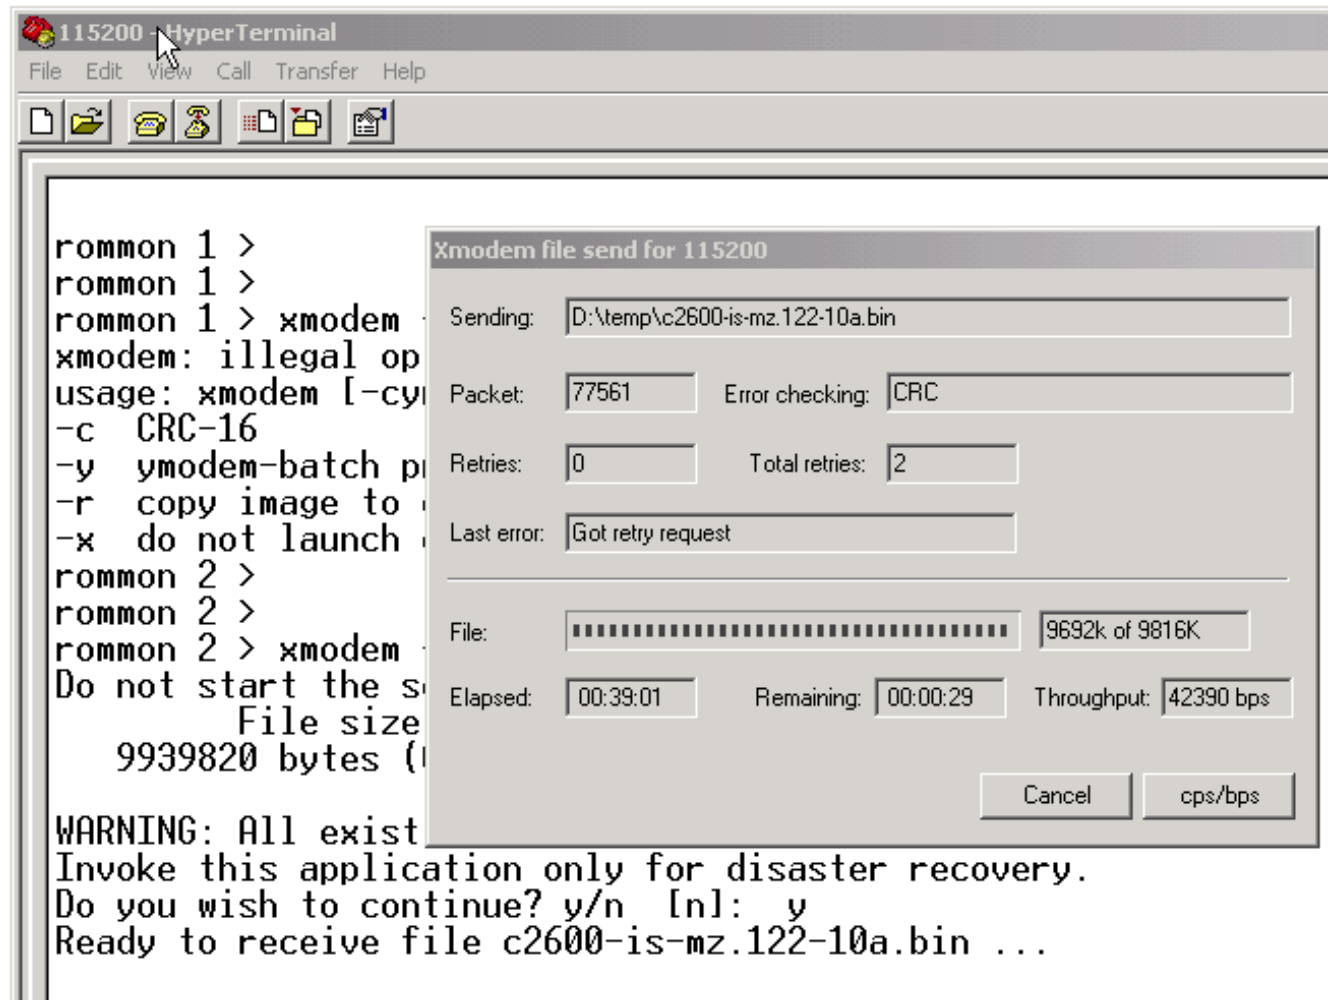 115200 - HyperTerminal
File Edit View Call Transfer Help
rommon 1 >
rommon 1 >
rommon 1 > xmodem
xmodem: illegal op
usage: xmodem [-cy
-c CRC-16
-y ymodem-batch p
-r copy image to
-x do not launch
rommon 2 >
rommon 2 >
rommon 2 > xmodem
Do not start the s
File size
9939820 bytes (
WARNING: All exist
Invoke this application only for disaster recovery.
Do you wish to continue? y/n [n]: y
Ready to receive file c2600-is-mz.122-10a.bin ...
Xmodem file send for 115200
Sending: D:\temp\c2600-is-mz.122-10a.bin
Packet: 77561 Error checking: CRC
Retries: 0 Total retries: 2
Last error: Got retry request
File: 9692k of 9816K
Elapsed: 00:39:01 Remaining: 00:00:29 Throughput: 42390 bps
Cancel cps/bps